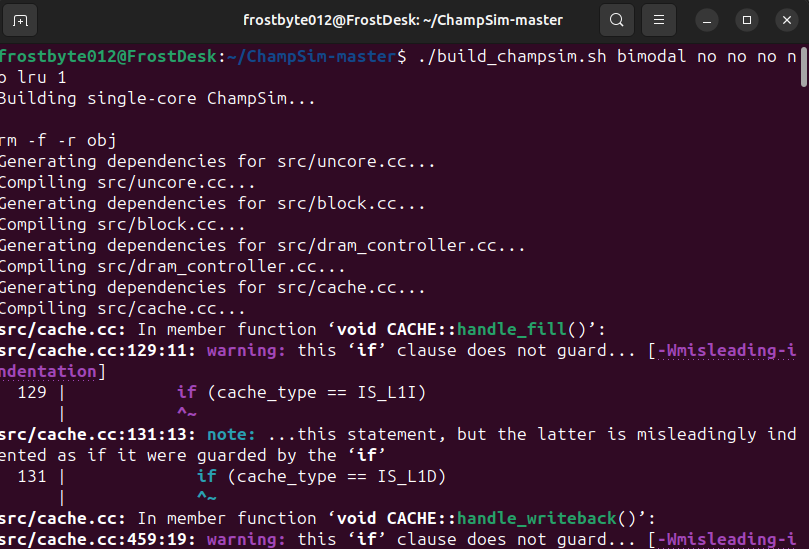 frostbyte012@FrostDesk: ~/ChampSim-master
frostbyte012@FrostDesk:~/ChampSim-master$ ./build_champsim.sh bimodal no no no n
o lru 1
Building single-core ChampSim...
rm -f -r obj
Generating dependencies for src/uncore.cc...
Compiling src/uncore.cc...
Generating dependencies for src/block.cc...
Compiling src/block.cc...
Generating dependencies for src/dram_controller.cc...
Compiling src/dram_controller.cc...
Generating dependencies for src/cache.cc...
Compiling src/cache.cc...
src/cache.cc: In member function ‘void CACHE::handle_fill()’:
src/cache.cc:129:11: warning: this ‘if’ clause does not guard... [-Wmisleading-i
ndentation]
129 | if (cache_type == IS_L1I)
| ^~
src/cache.cc:131:13: note: ...this statement, but the latter is misleadingly ind
ented as if it were guarded by the ‘if’
131 | if (cache_type == IS_L1D)
| ^~
src/cache.cc: In member function ‘void CACHE::handle_writeback()’:
src/cache.cc:459:19: warning: this ‘if’ clause does not guard... [-Wmisleading-i